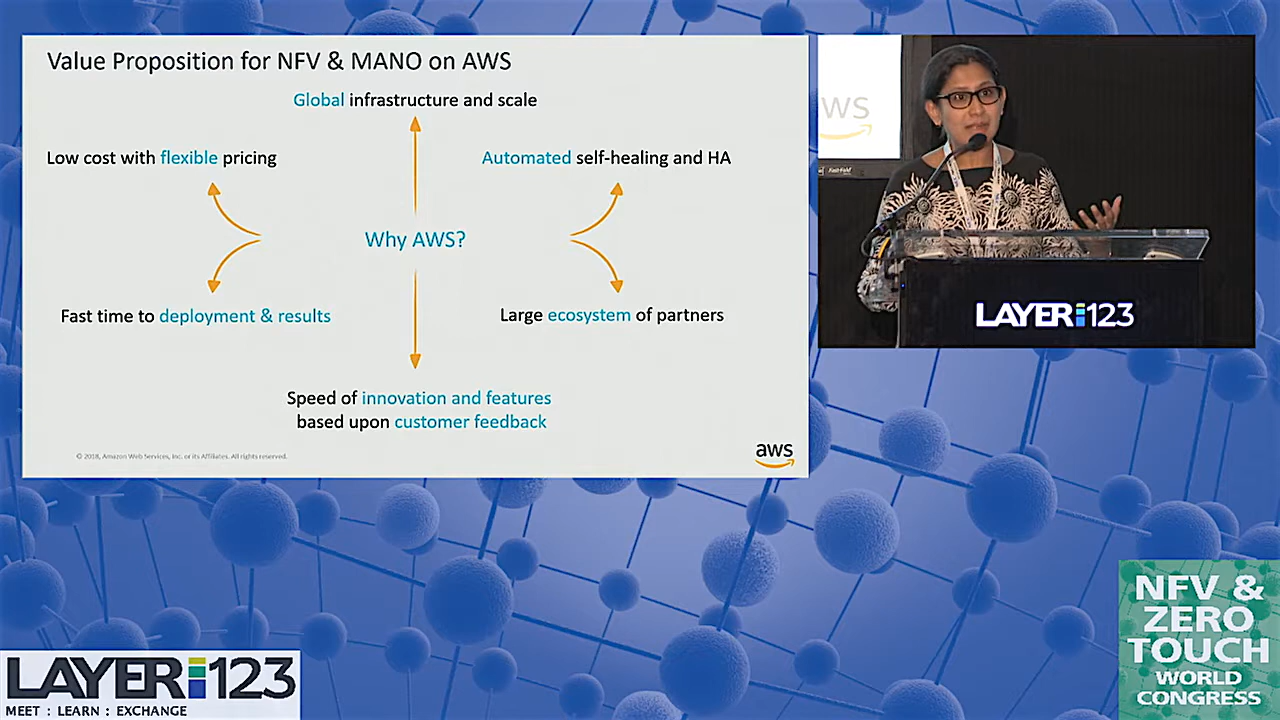 Value Proposition for NFV & MANO on AWS
Global infrastructure and scale
Low cost with flexible pricing
Automated self-healing and HA
Why AWS?
Fast time to deployment & results
Large ecosystem of partners
Speed of innovation and features
based upon customer feedback
© 2018, Amazon Web Services, Inc. or its Affiliates. All rights reserved.
aws
ws
LAYER123
LAYER123
MEET : LEARN : EXCHANGE
NFV &
ZERO
TOUCH
WORLD
CONGRESS